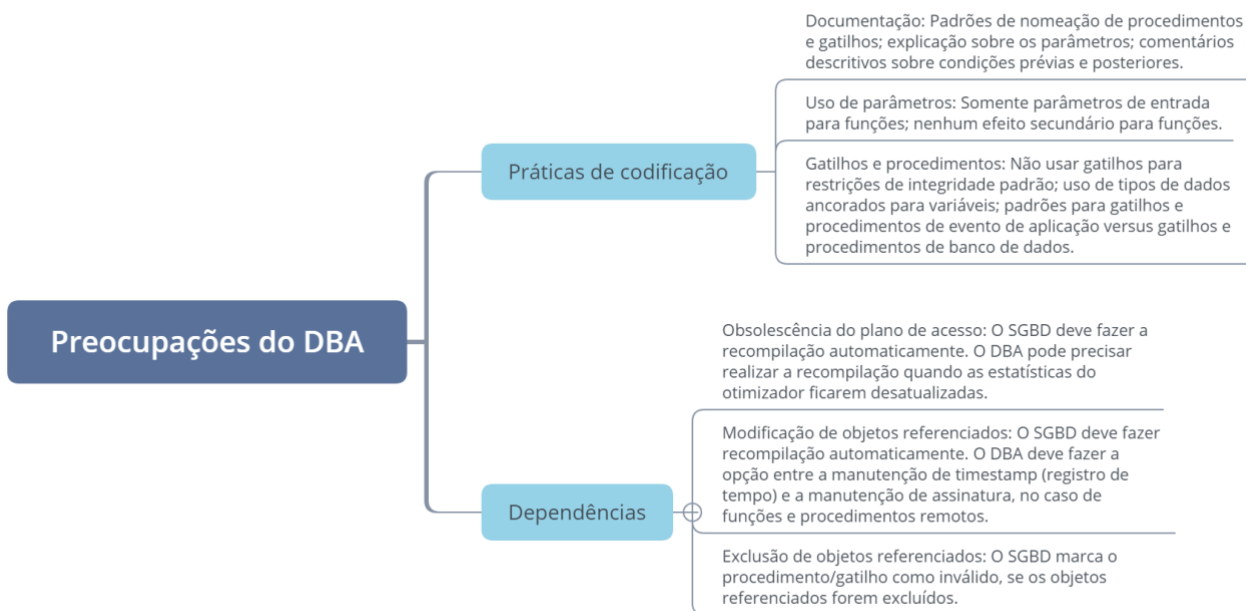 Preocupações do DBA
Práticas de codificação
Documentação: Padrões de nomeação de procedimentos
e gatilhos; explicação sobre os parâmetros; comentários
descritivos sobre condições prévias e posteriores.
Uso de parâmetros: Somente parâmetros de entrada
para funções; nenhum efeito secundário para funções.
Gatilhos e procedimentos: Não usar gatilhos para
restrições de integridade padrão; uso de tipos de dados
ancorados para variáveis; padrões para gatilhos e
procedimentos de evento de aplicação versus gatilhos e
procedimentos de banco de dados.
Dependências
Obsolescência do plano de acesso: O SGBD deve fazer a
recompilação automaticamente. O DBA pode precisar
realizar a recompilação quando as estatísticas do
otimizador ficarem desatualizadas.
Modificação de objetos referenciados: O SGBD deve fazer
recompilação automaticamente. O DBA deve fazer a
opção entre a manutenção de timestamp (registro de
tempo) e a manutenção de assinatura, no caso de
funções e procedimentos remotos.
Exclusão de objetos referenciados: O SGBD marca o
procedimento/gatilho como inválido, se os objetos
referenciados forem excluídos.